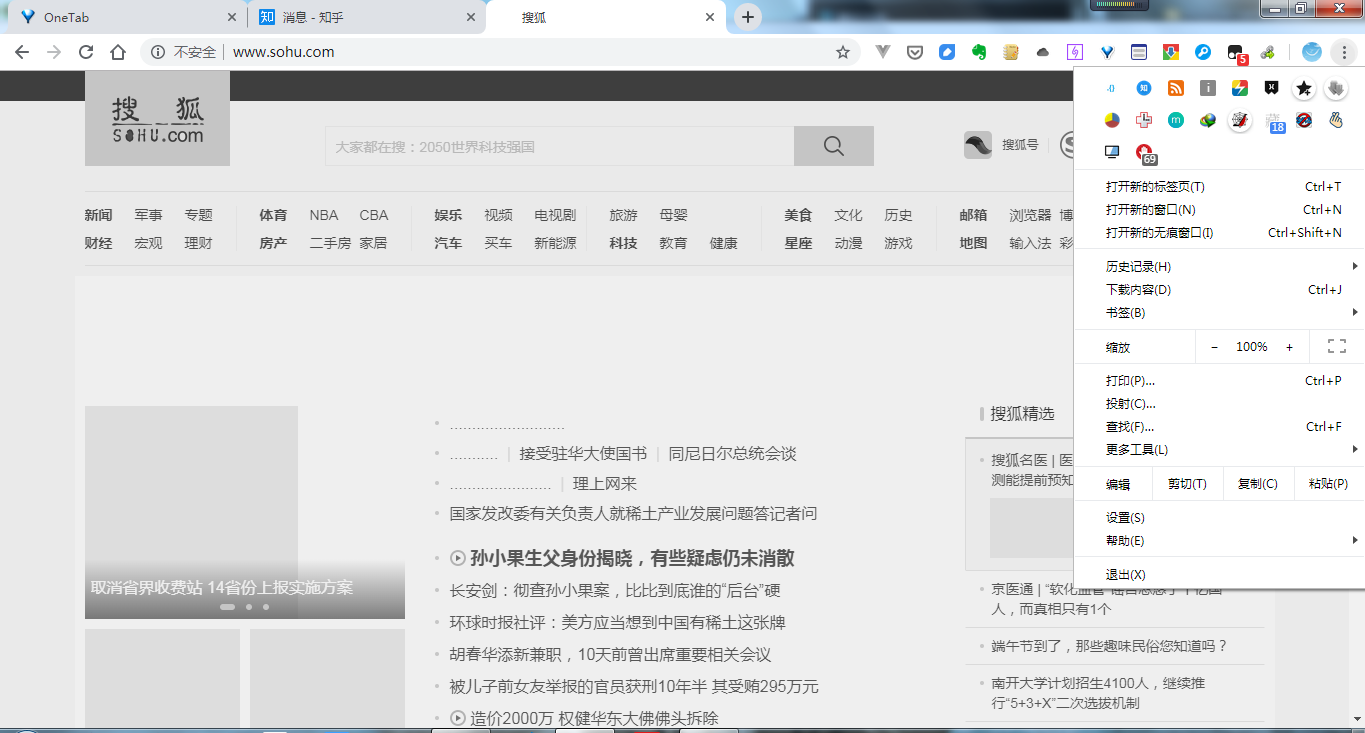 OneTab
消息 - 知乎
搜狐
不安全 www.sohu.com
5
搜 狐
SOHU.com
大家都在搜：2050世界科技强国
搜狐号
18
69
新闻 军事 专题 体育 NBA CBA 娱乐 视频 电视剧 旅游 母婴 美食 文化 历史 邮箱 浏览器 博
财经 宏观 理财 房产 二手房 家居 汽车 买车 新能源 科技 教育 健康 星座 动漫 游戏 地图 输入法 彩
打开新的标签页(T) Ctrl+T
打开新的窗口(N) Ctrl+N
打开新的无痕窗口(I) Ctrl+Shift+N
历史记录(H)
下载内容(D) Ctrl+J
书签(B)
缩放 - 100% +
打印(P)... Ctrl+P
投射(C)...
查找(F)... Ctrl+F
更多工具(L)
编辑 剪切(T) 复制(C) 粘贴(P)
设置(S)
帮助(E)
退出(X)
取消省界收费站 14省份上报实施方案
..........................
........... | 接受驻华大使国书 | 同尼日尔总统会谈
....................... | 理上网来
国家发改委有关负责人就稀土产业发展问题答记者问
孙小果生父身份揭晓，有些疑虑仍未消散
长安剑：彻查孙小果案，比比到底谁的“后台”硬
环球时报社评：美方应当想到中国有稀土这张牌
胡春华添新兼职，10天前曾出席重要相关会议
被儿子前女友举报的官员获刑10年半 其受贿295万元
造价2000万 权健华东大佛佛头拆除
搜狐精选
搜狐名医 | 医
测能提前预知
京医通 |
人，而真相只有1个
端午节到了，那些趣味民俗您知道吗？
南开大学计划招生4100人，继续推
行“5+3+X”二次选拔机制